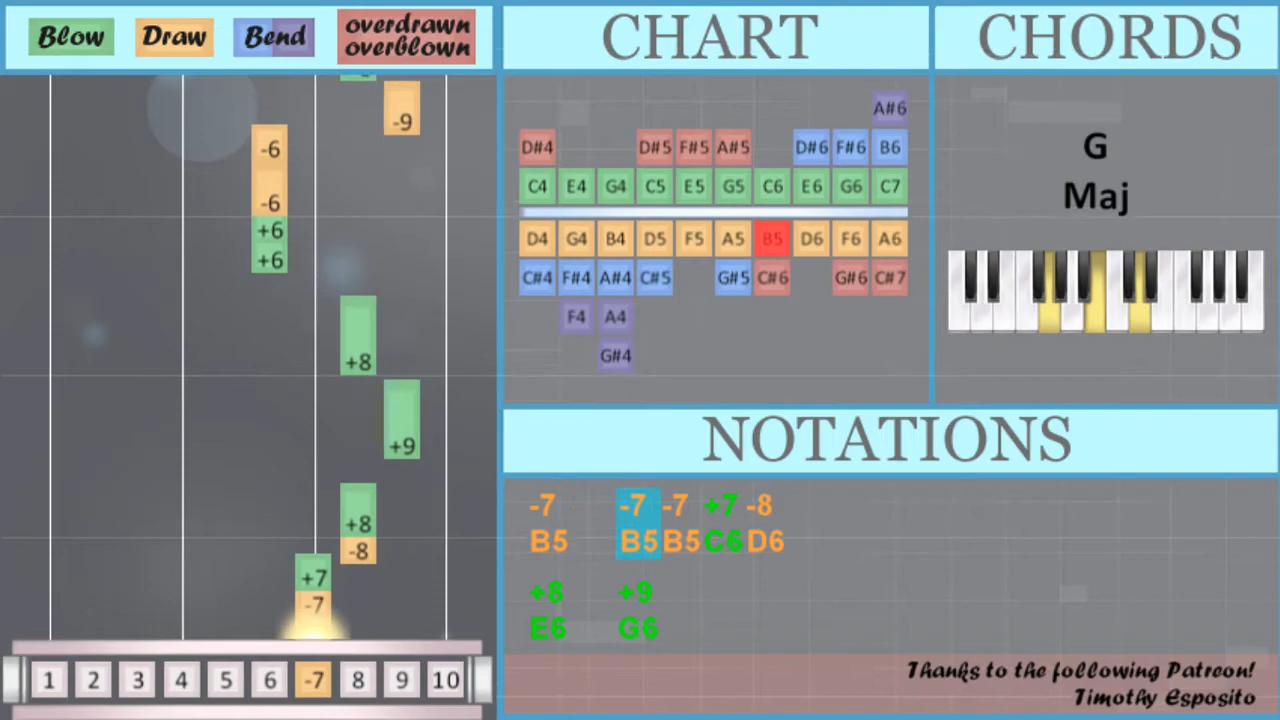 Blow Draw Bend overdrawn
overblown
CHART
CHORDS
-9
-6
-6
+6
+6
+8
+9
+8
-8
+7
-7
1 2 3 4 5 6 -7 8 9 10
A#6
D#4 D#5 F#5 A#5 D#6 F#6 B6
C4 E4 G4 C5 E5 G5 C6 E6 G6 C7
D4 G4 B4 D5 F5 A5 B5 D6 F6 A6
C#4 F#4 A#4 C#5 G#5 C#6 G#6 C#7
F4 A4
G#4
G
Maj
NOTATIONS
-7 -7 -7 +7 -8
B5 B5 B5 C6 D6
+8 +9
E6 G6
Thanks to the following Patreon!
Timothy Esposito